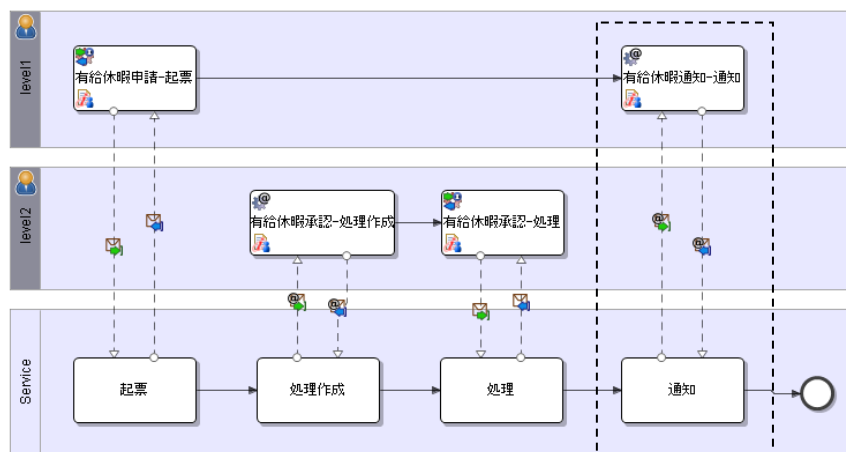 level1
有給休暇申請-起票
有給休暇通知-通知
level2
有給休暇承認-処理作成
有給休暇承認-処理
Service
起票
処理作成
処理
通知